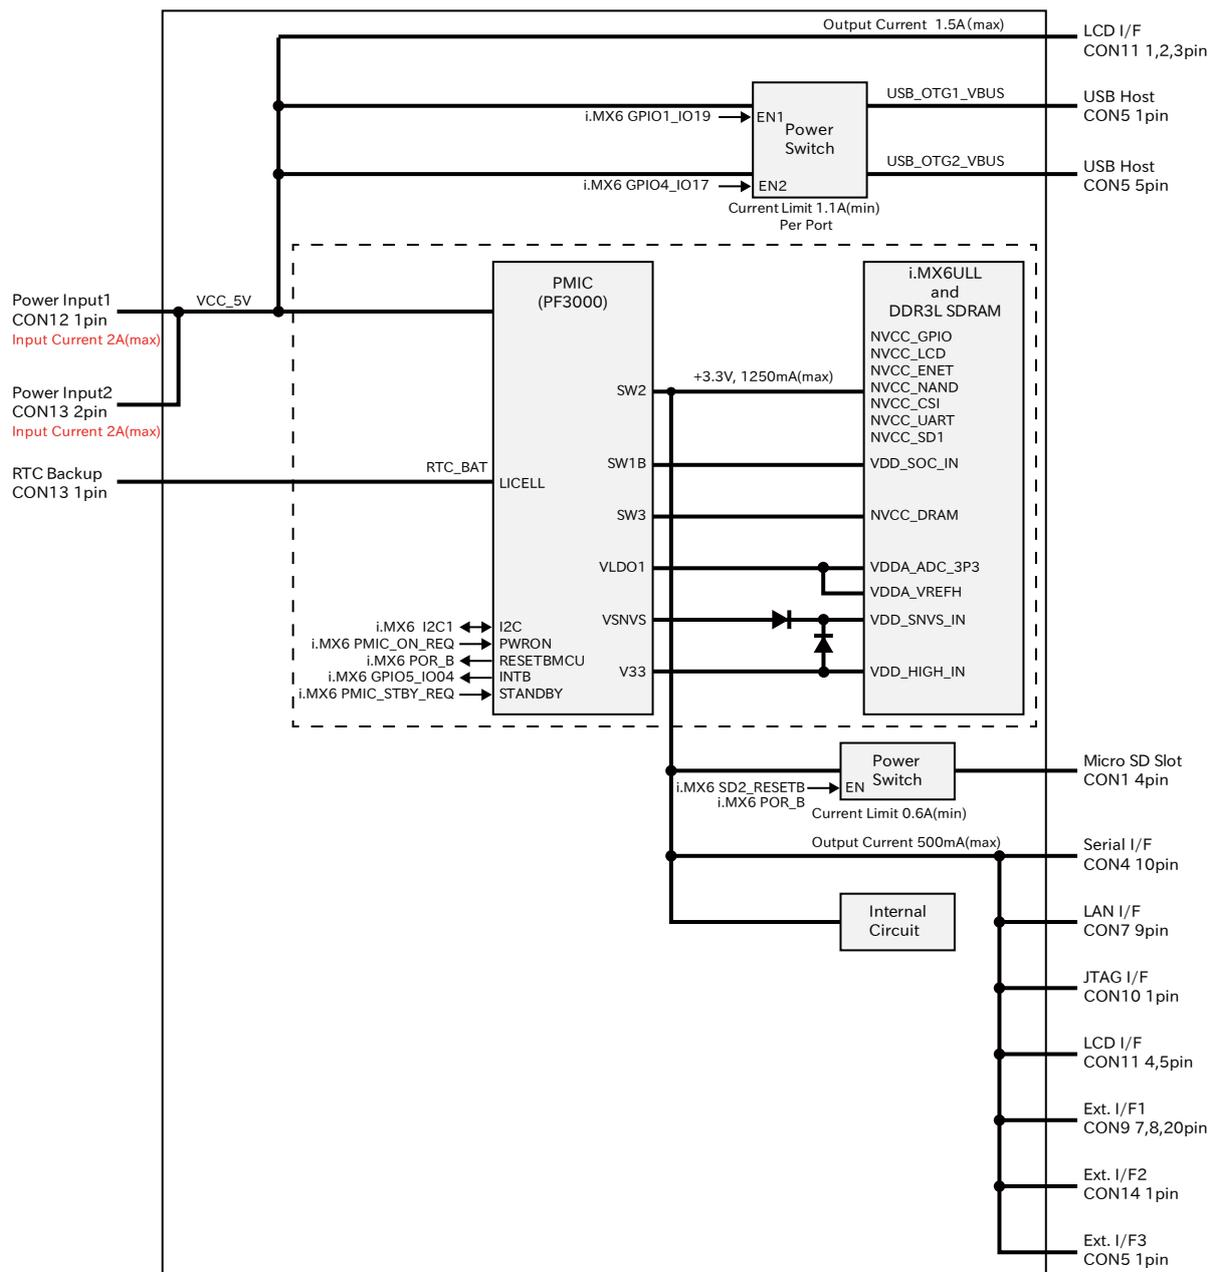 Output Current 1.5A(max)
LCD I/F
CON11 1,2,3pin
USB_OTG1_VBUS
USB Host
CON5 1pin
i.MX6 GPIO1_IO19
EN1
Power
Switch
USB_OTG2_VBUS
USB Host
CON5 5pin
i.MX6 GPIO4_IO17
EN2
Current Limit 1.1A(min)
Per Port
PMIC
(PF3000)
i.MX6ULL
and
DDR3L SDRAM
Power Input1
CON12 1pin
Input Current 2A(max)
VCC_5V
NVCC_GPIO
NVCC_LCD
NVCC_ENET
NVCC_NAND
NVCC_CSI
NVCC_UART
NVCC_SD1
Power Input2
CON13 2pin
Input Current 2A(max)
SW2
+3.3V, 1250mA(max)
RTC Backup
CON13 1pin
RTC_BAT
LICELL
SW1B
VDD_SOC_IN
SW3
NVCC_DRAM
VLDO1
VDDA_ADC_3P3
VDDA_VREFH
VSNVS
VDD_SNVS_IN
V33
VDD_HIGH_IN
i.MX6 I2C1
I2C
i.MX6 PMIC_ON_REQ
PWRON
i.MX6 POR_B
RESETBMCU
i.MX6 GPIO5_IO04
INTB
i.MX6 PMIC_STBY_REQ
STANDBY
Power
Switch
Micro SD Slot
CON1 4pin
i.MX6 SD2_RESETB
i.MX6 POR_B
EN
Current Limit 0.6A(min)
Output Current 500mA(max)
Serial I/F
CON4 10pin
Internal
Circuit
LAN I/F
CON7 9pin
JTAG I/F
CON10 1pin
LCD I/F
CON11 4,5pin
Ext. I/F1
CON9 7,8,20pin
Ext. I/F2
CON14 1pin
Ext. I/F3
CON5 1pin